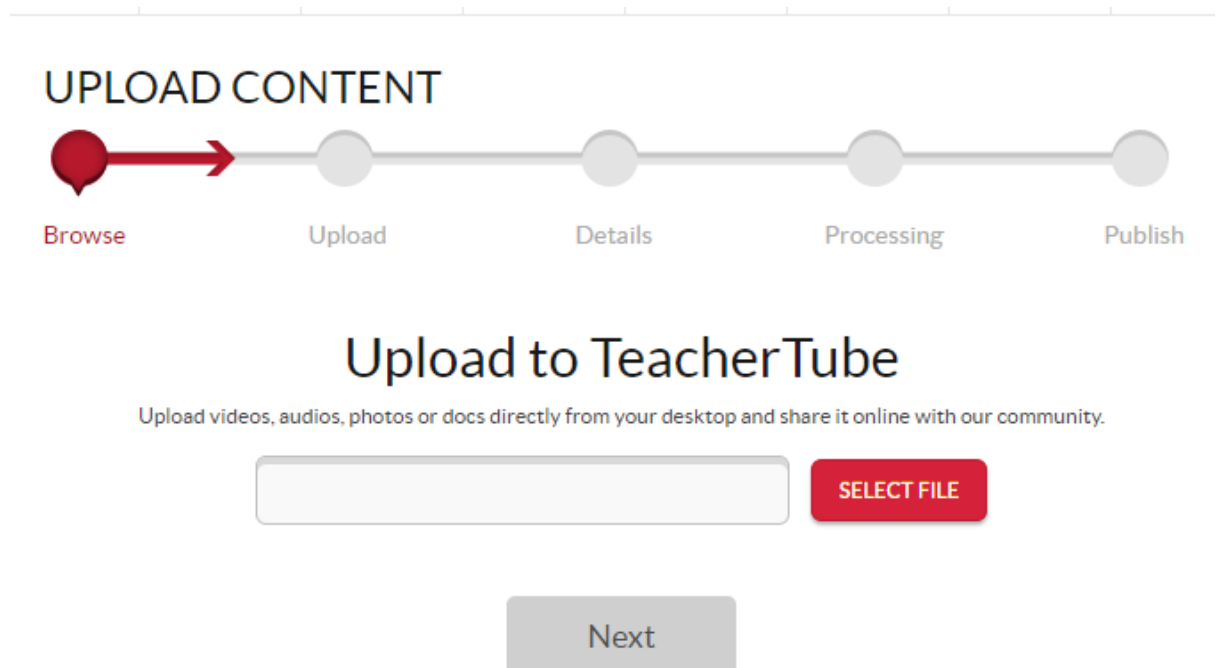 UPLOAD CONTENT
Browse Upload Details Processing Publish
Upload to TeacherTube
Upload videos, audios, photos or docs directly from your desktop and share it online with our community.
SELECT FILE
Next